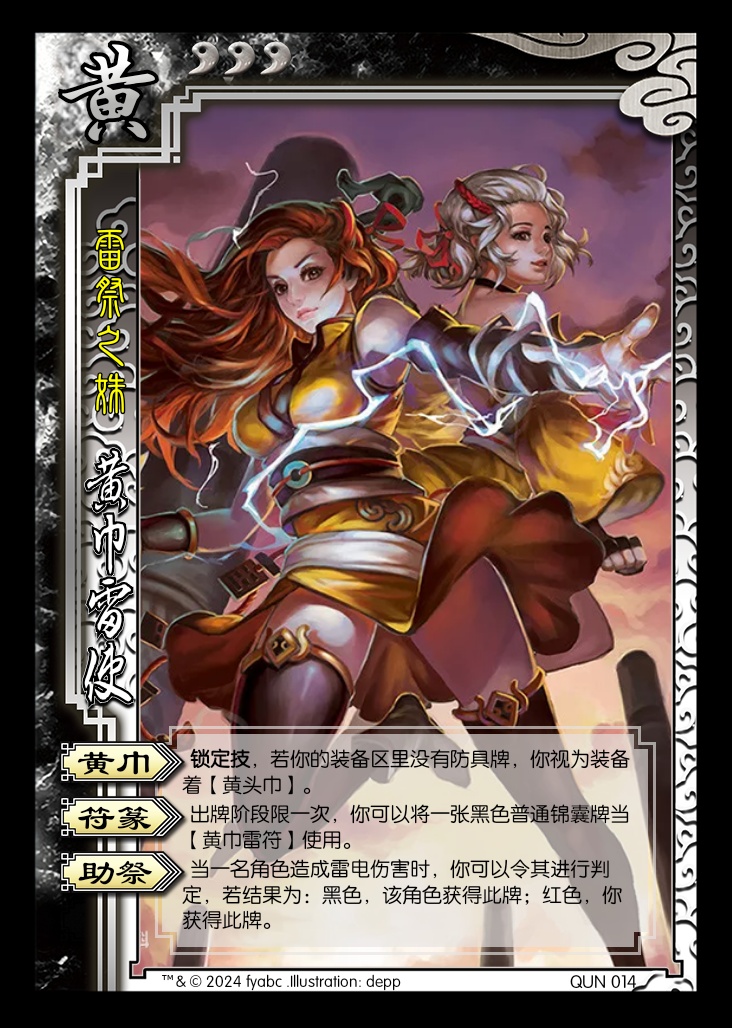 黄
雷祭之姝
黄巾雷使
黄巾
锁定技，若你的装备区里没有防具牌，你视为装备
着【黄头巾】。
符篆
出牌阶段限一次，你可以将一张黑色普通锦囊牌当
【黄巾雷符】使用。
助祭
当一名角色造成雷电伤害时，你可以令其进行判
定，若结果为：黑色，该角色获得此牌；红色，你
获得此牌。
™& © 2024 fyabc .Illustration: depp
QUN 014